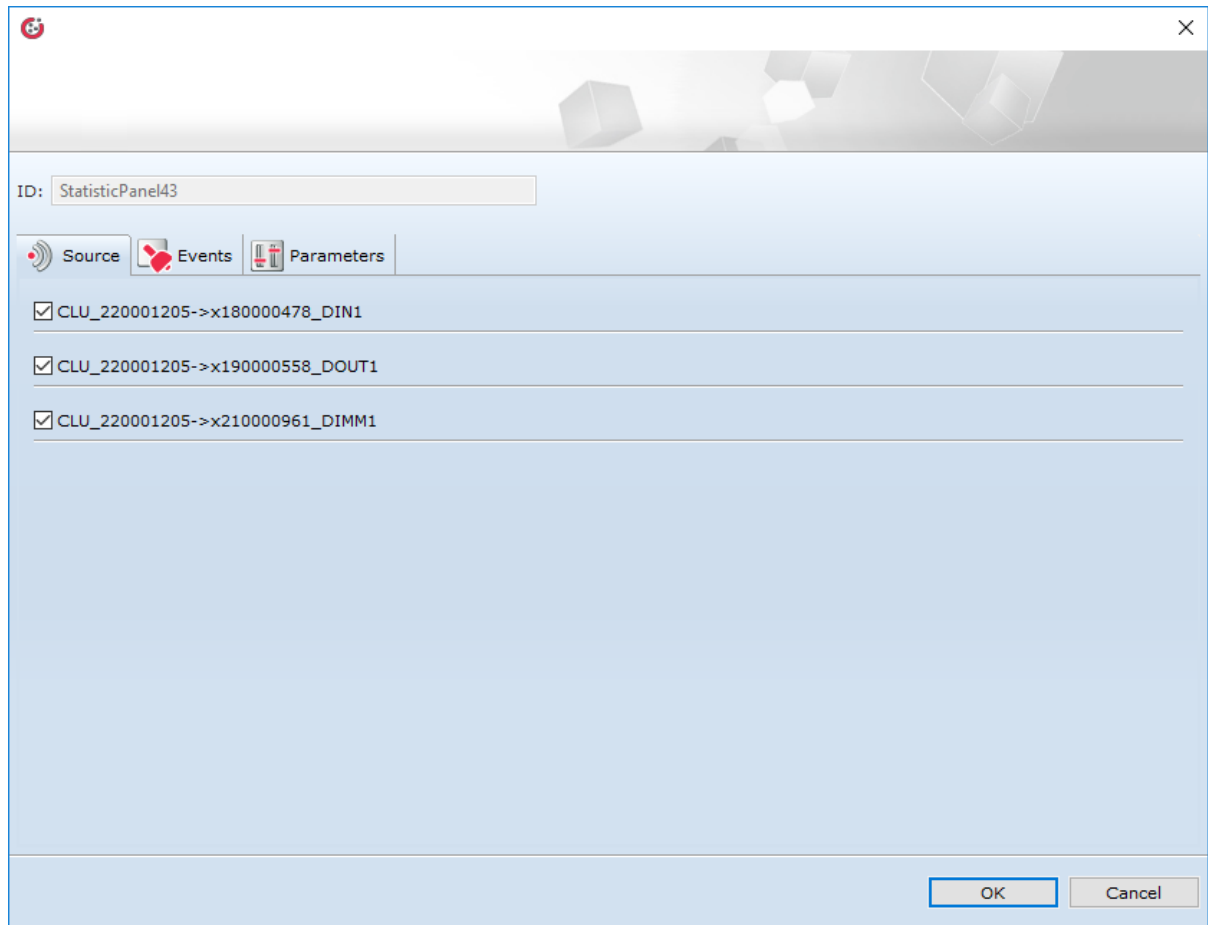 ID: StatisticPanel43
Source Events Parameters
CLU_220001205->x180000478_DIN1
CLU_220001205->x190000558_DOUT1
CLU_220001205->x210000961_DIMM1
OK Cancel